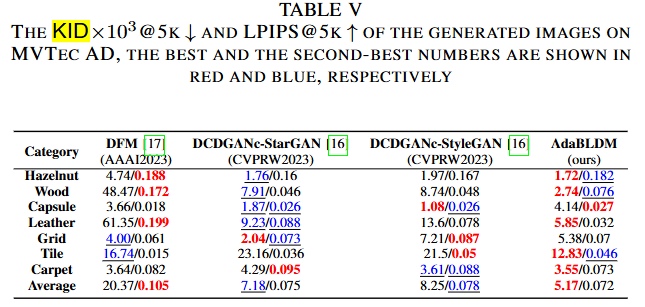 TABLE V
THE KID×10³@5K ↓ AND LPIPS@5K ↑ OF THE GENERATED IMAGES ON
MVTEC AD, THE BEST AND THE SECOND-BEST NUMBERS ARE SHOWN IN
RED AND BLUE, RESPECTIVELY
Category DFM [17] DCDGANc-StarGAN [16] DCDGANc-StyleGAN [16] AdaBLDM
(AAAI2023) (CVPRW2023) (CVPRW2023) (ours)
Hazelnut 4.74/0.188 1.76/0.16 1.97/0.167 1.72/0.182
Wood 48.47/0.172 7.91/0.046 8.74/0.048 2.74/0.076
Capsule 3.66/0.018 1.87/0.026 1.08/0.026 4.14/0.027
Leather 61.35/0.199 9.23/0.088 13.6/0.078 5.85/0.032
Grid 4.00/0.061 2.04/0.073 7.21/0.087 5.38/0.07
Tile 16.74/0.015 23.16/0.036 21.5/0.05 12.83/0.046
Carpet 3.64/0.082 4.29/0.095 3.61/0.088 3.55/0.073
Average 20.37/0.105 7.18/0.075 8.25/0.078 5.17/0.072